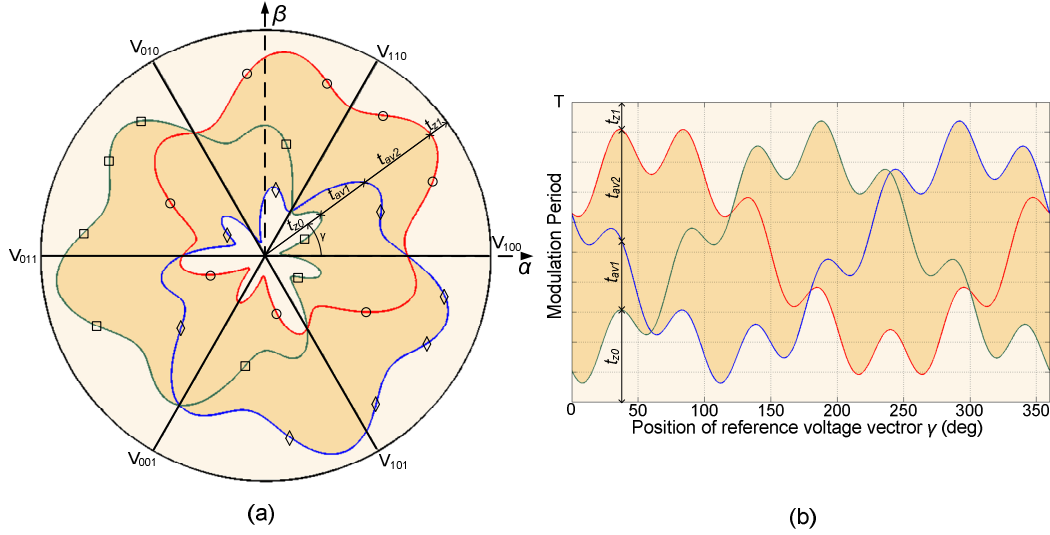 β
V010
V110
tz1
tav2
tav1
tz0
γ
V011
V100
α
V001
V101
(a)
T
Modulation Period
tz1
tav2
tav1
tz0
0 50 100 150 200 250 300 350
Position of reference voltage vectror γ (deg)
(b)